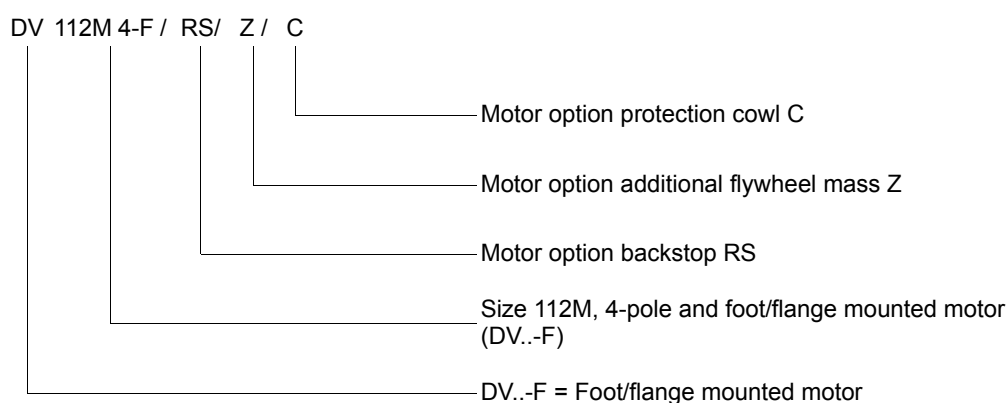 DV 112M 4-F / RS/ Z / C
Motor option protection cowl C
Motor option additional flywheel mass Z
Motor option backstop RS
Size 112M, 4-pole and foot/flange mounted motor
(DV..-F)
DV..-F = Foot/flange mounted motor